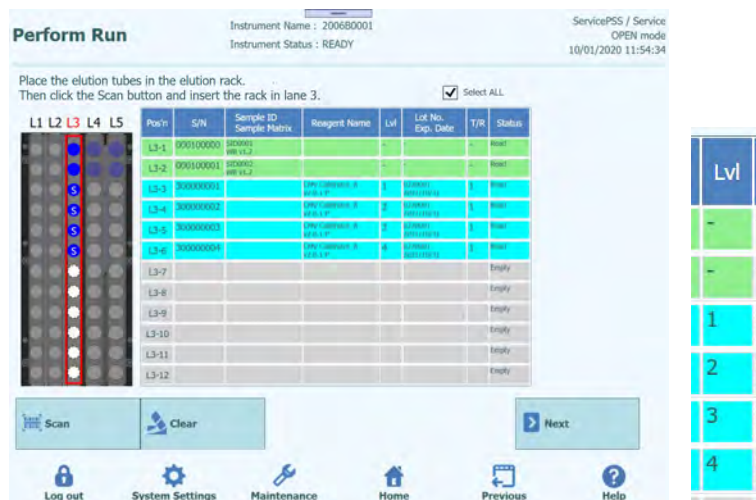 Perform Run
Instrument Name : 200680001
Instrument Status : READY
ServicePSS / Service
OPEN mode
10/01/2020 11:54:34
Place the elution tubes in the elution rack.
Then click the Scan button and insert the rack in lane 3.
Select ALL
L1 L2 L3 L4 L5
Pos'n S/N Sample ID Sample Matrix Reagent Name Lvl Lot No. Exp. Date T/R Status
L3-1 000100000 - - - Read
L3-2 000100001 - - - Read
S L3-3 300000001 1 1 Read
S L3-4 300000002 2 1 Read
S L3-5 300000003 1 Read
S L3-6 300000004 4 1 Read
L3-7 Empty
L3-8 Empty
L3-9 Empty
L3-10 Empty
L3-11 Empty
L3-12 Empty
Scan
Clear
Next
Log out
System Settings
Maintenance
Home
Previous
Help
Lvl
-
-
1
2
3
4